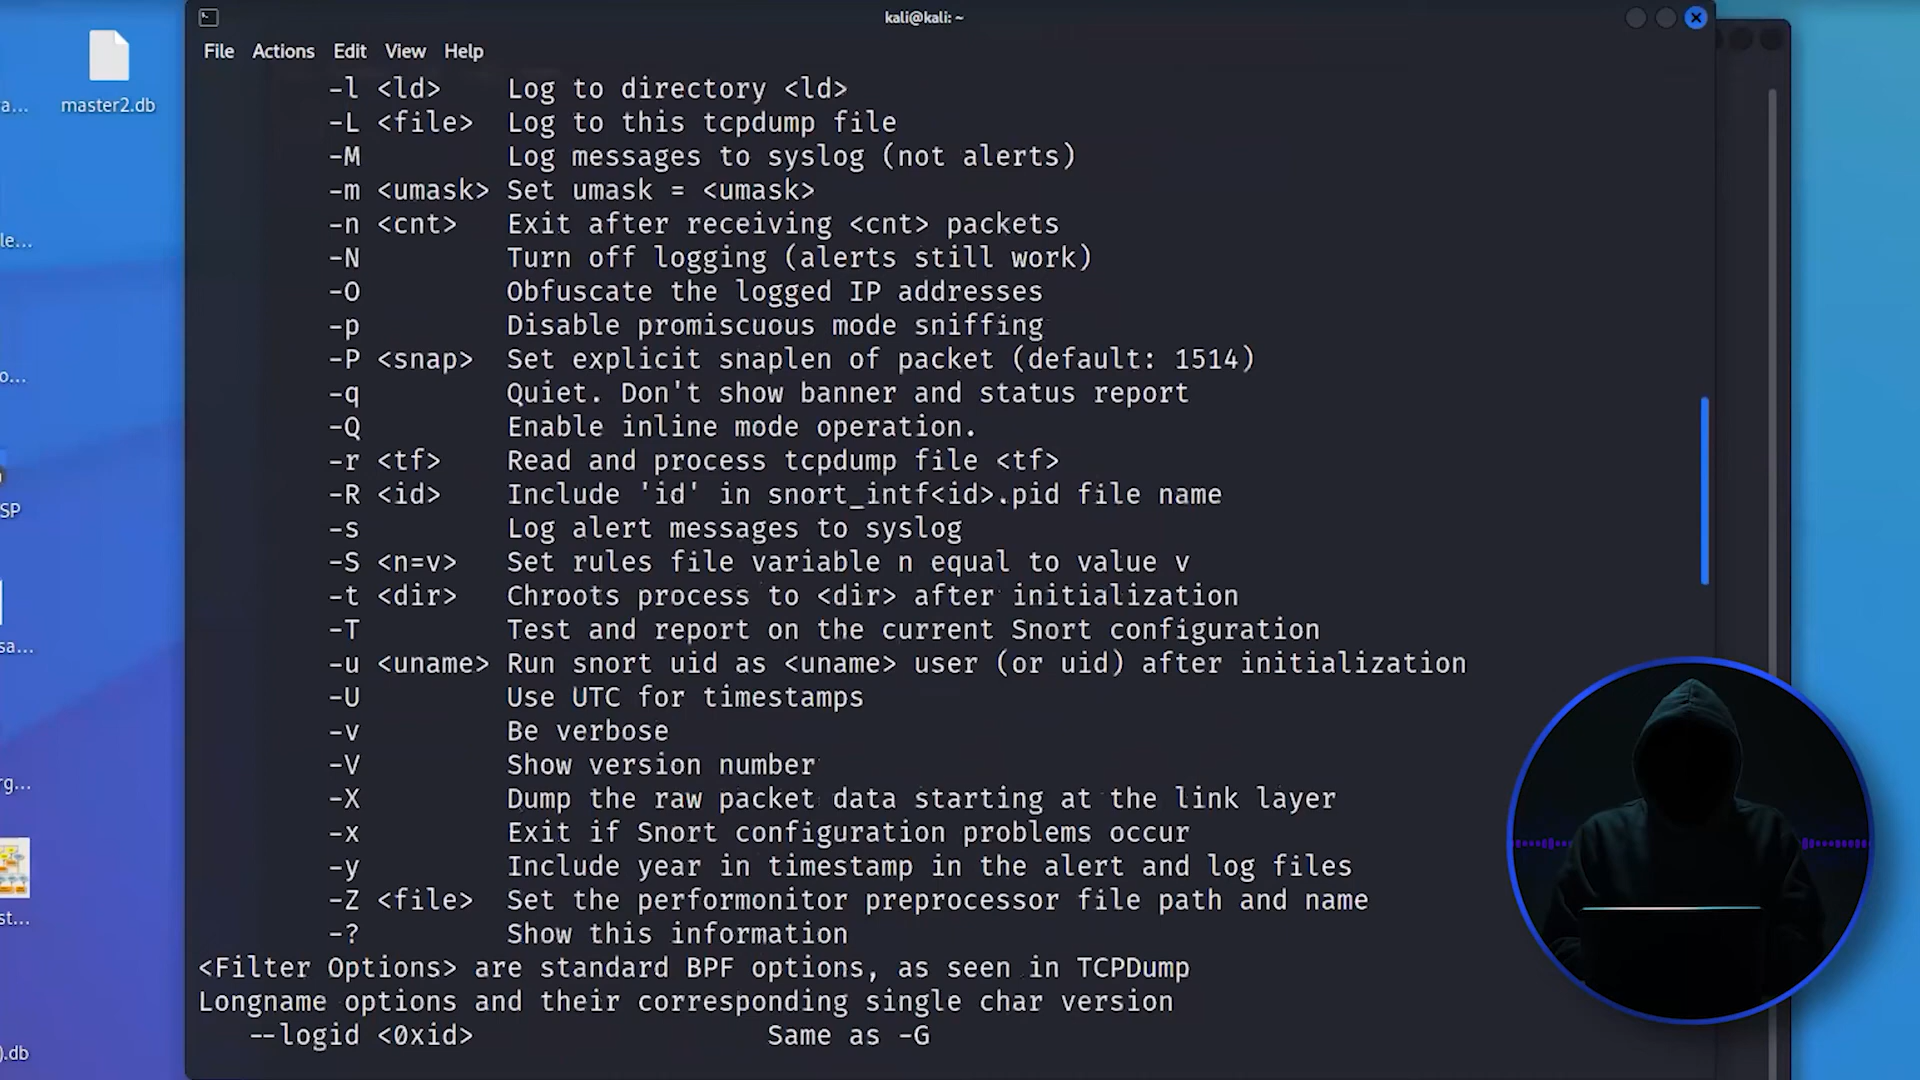 kali@kali: ~
File Actions Edit View Help
-l <ld> Log to directory <ld>
-L <file> Log to this tcpdump file
-M Log messages to syslog (not alerts)
-m <umask> Set umask = <umask>
-n <cnt> Exit after receiving <cnt> packets
-N Turn off logging (alerts still work)
-O Obfuscate the logged IP addresses
-p Disable promiscuous mode sniffing
-P <snap> Set explicit snaplen of packet (default: 1514)
-q Quiet. Don't show banner and status report
-Q Enable inline mode operation.
-r <tf> Read and process tcpdump file <tf>
-R <id> Include 'id' in snort_intf<id>.pid file name
-s Log alert messages to syslog
-S <n=v> Set rules file variable n equal to value v
-t <dir> Chroots process to <dir> after initialization
-T Test and report on the current Snort configuration
-u <uname> Run snort uid as <uname> user (or uid) after initialization
-U Use UTC for timestamps
-v Be verbose
-V Show version number
-X Dump the raw packet data starting at the link layer
-x Exit if Snort configuration problems occur
-y Include year in timestamp in the alert and log files
-Z <file> Set the performonitor preprocessor file path and name
-? Show this information
<Filter Options> are standard BPF options, as seen in TCPDump
Longname options and their corresponding single char version
--logid <0xid> Same as -G
master2.db
a...
le...
o...
SP
sa...
rg...
st...
).db